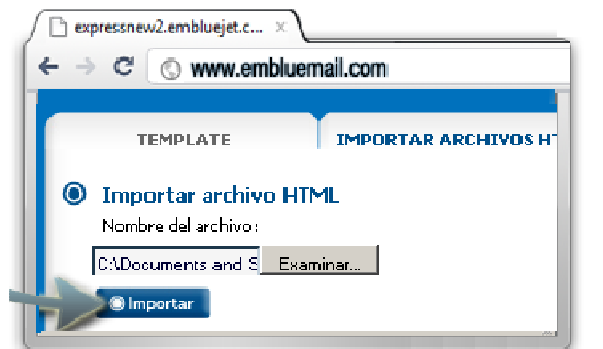 expressnew2.embluejet.c...
www.embluemail.com
TEMPLATE
IMPORTAR ARCHIVOS HT
Importar archivo HTML
Nombre del archivo:
C:\Documents and S Examinar...
Importar